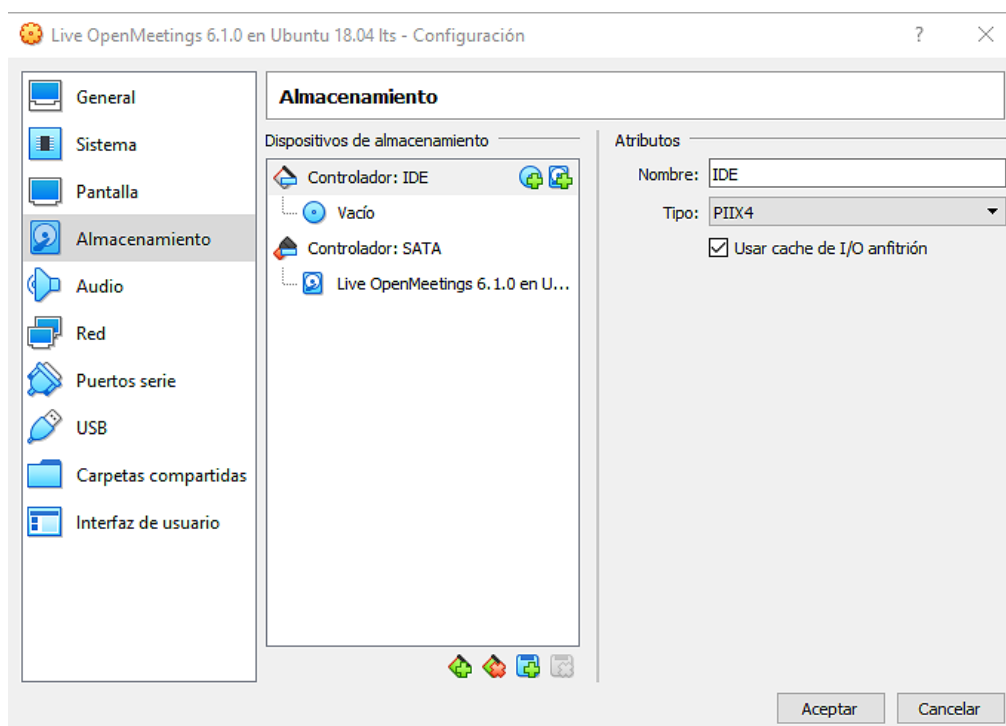 Live OpenMeetings 6.1.0 en Ubuntu 18.04 lts - Configuración
?
General
Sistema
Pantalla
Almacenamiento
Audio
Red
Puertos serie
USB
Carpetas compartidas
Interfaz de usuario
Almacenamiento
Dispositivos de almacenamiento
Controlador: IDE
Vacío
Controlador: SATA
Live OpenMeetings 6.1.0 en U...
Atributos
Nombre: IDE
Tipo: PIIX4
Usar cache de I/O anfitrión
Aceptar
Cancelar